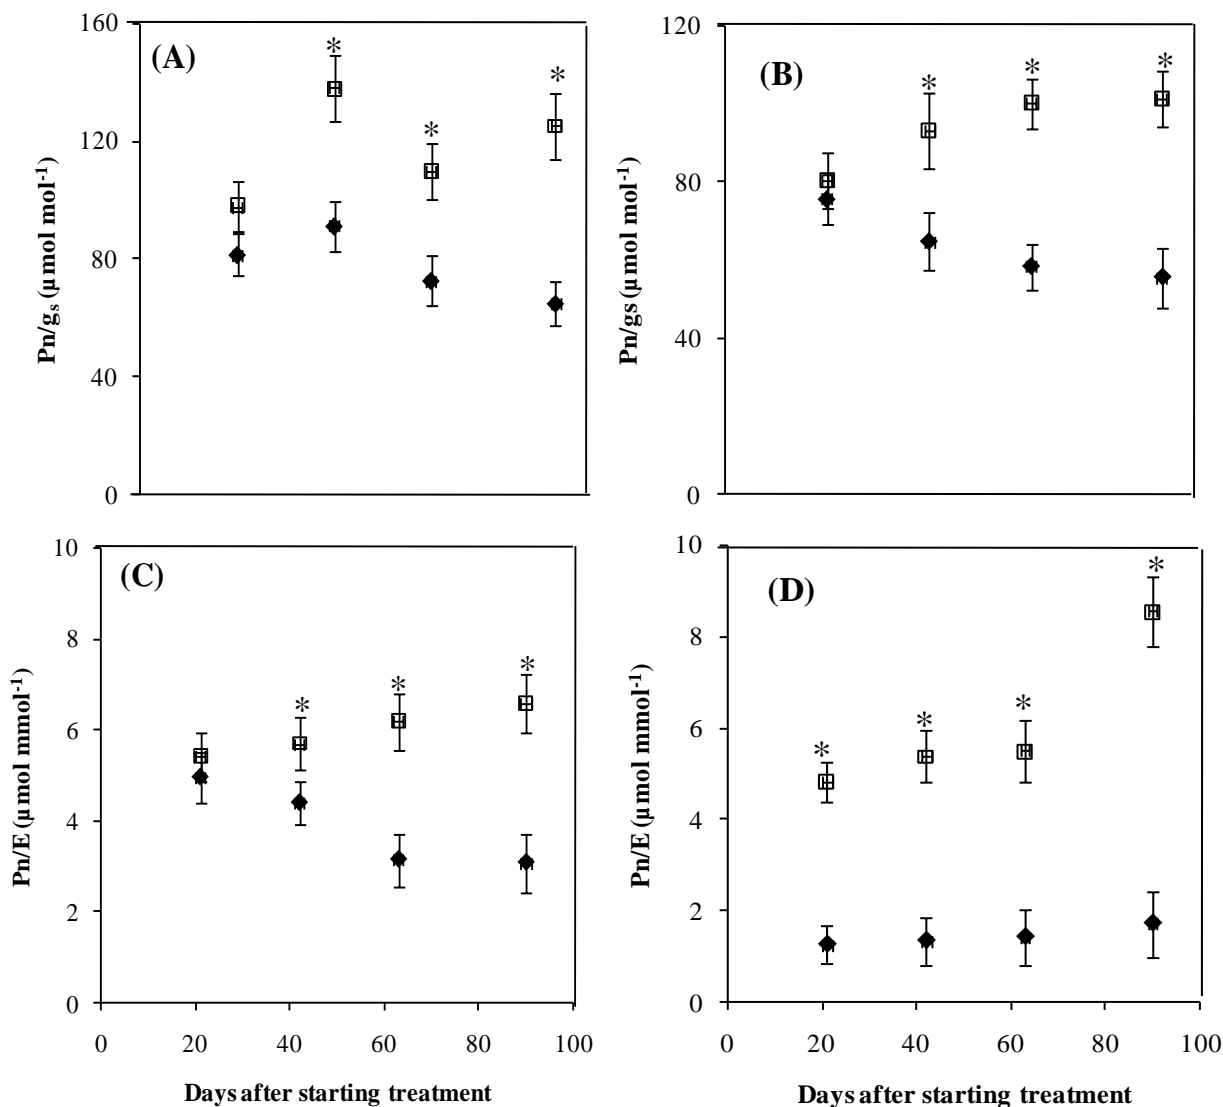 (A)
160
120
80
40
0
Pn/gs (µmol mol-1)
* * *
(B)
120
80
40
0
Pn/gs (µmol mol-1)
* * *
(C)
10
8
6
4
2
0
Pn/E (µmol mmol-1)
* * *
0 20 40 60 80 100
Days after starting treatment
(D)
10
8
6
4
2
0
Pn/E (µmol mmol-1)
* * * *
0 20 40 60 80 100
Days after starting treatment